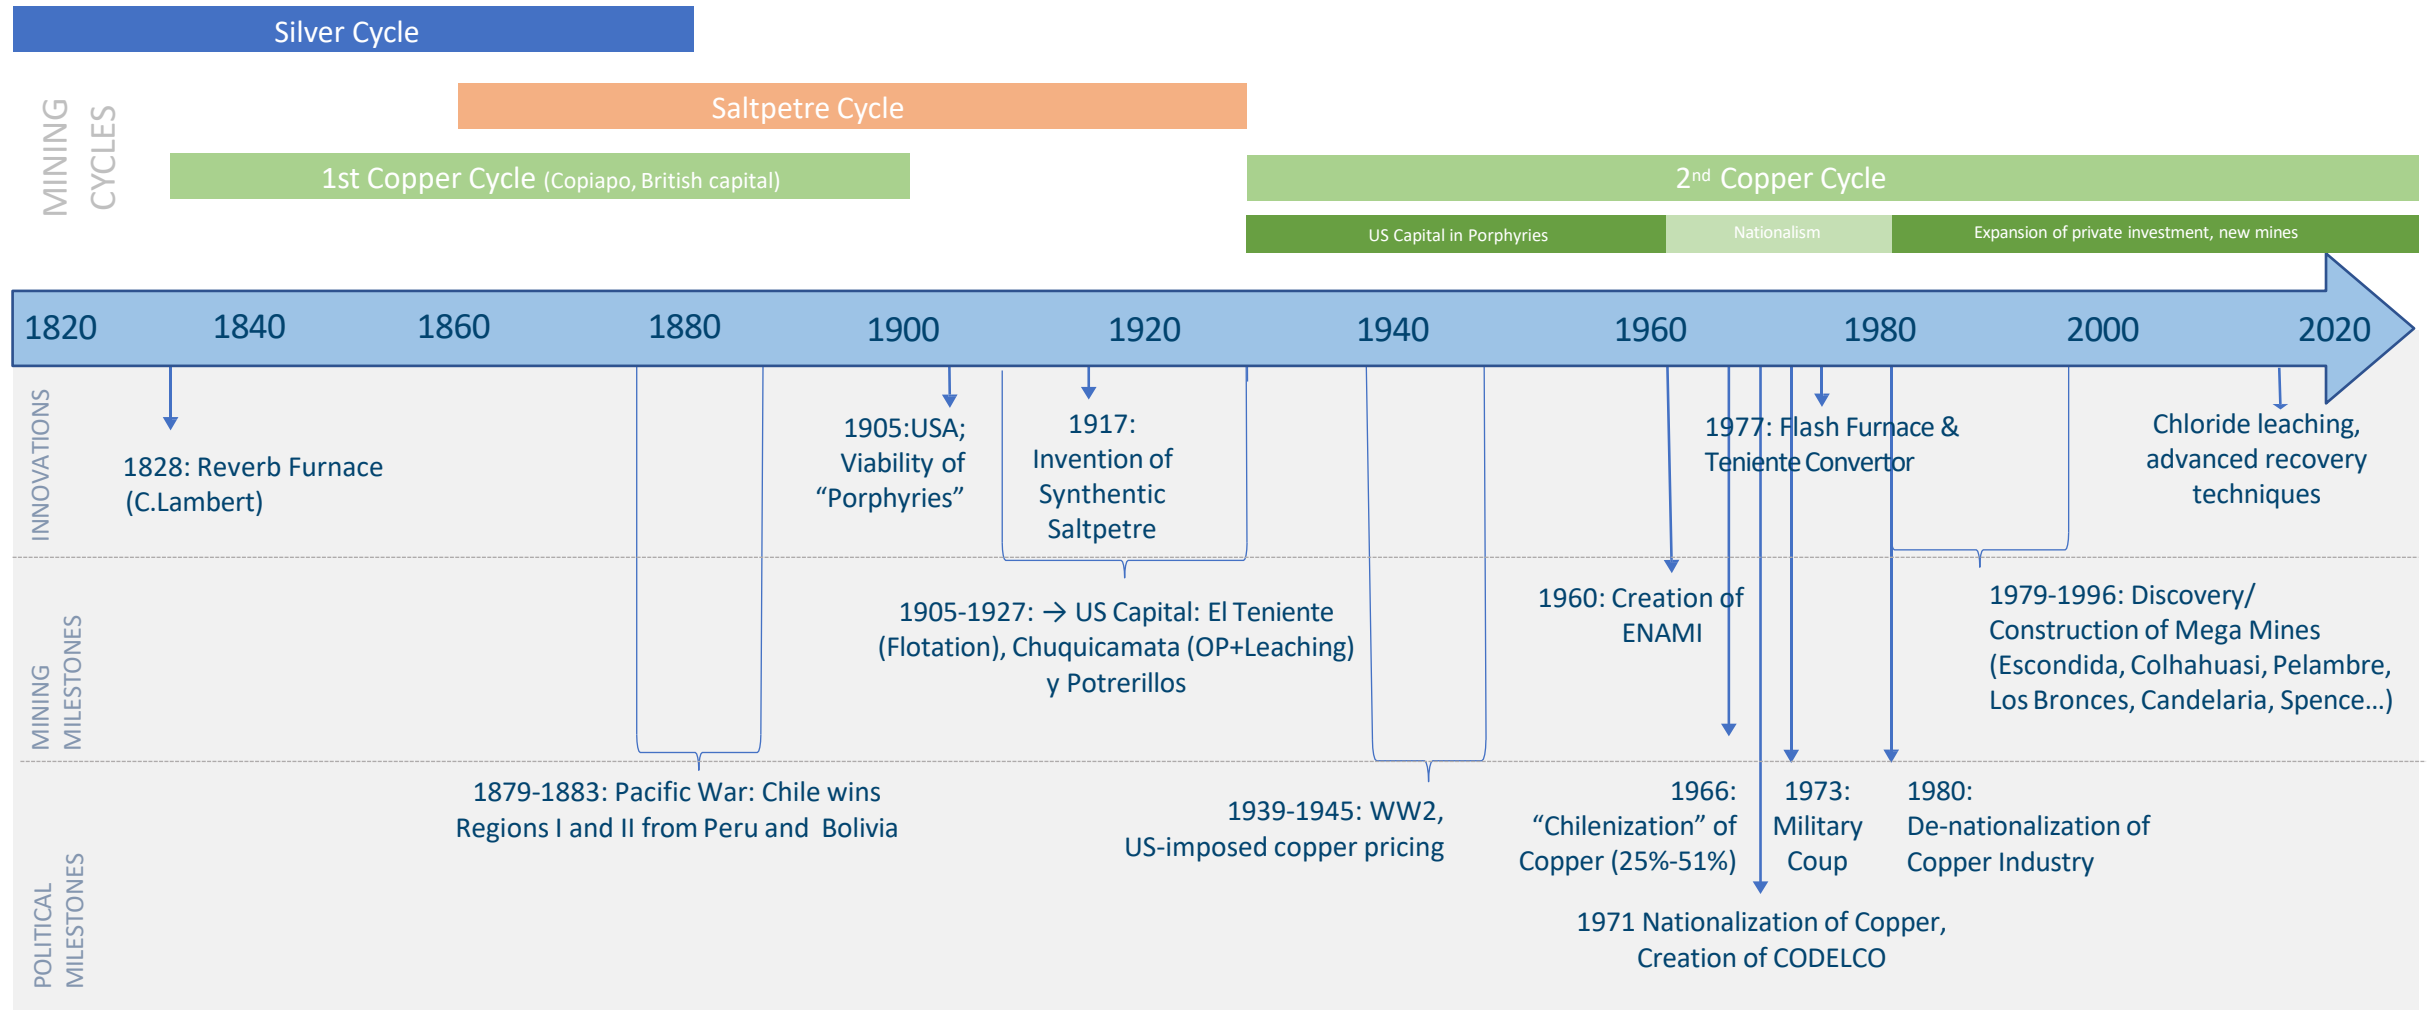 Silver Cycle
Saltpetre Cycle
MINING
CYCLES
1st Copper Cycle (Copiapo, British capital)
2nd Copper Cycle
US Capital in Porphyries
Nationalism
Expansion of private investment, new mines
1820 1840 1860 1880 1900 1920 1940 1960 1980 2000 2020
INNOVATIONS
1828: Reverb Furnace
(C.Lambert)
1905:USA;
Viability of
“Porphyries”
1917:
Invention of
Synthentic
Saltpetre
1977: Flash Furnace &
Teniente Convertor
Chloride leaching,
advanced recovery
techniques
MINING
MILESTONES
1905-1927: → US Capital: El Teniente
(Flotation), Chuquicamata (OP+Leaching)
y Potrerillos
1960: Creation of
ENAMI
1979-1996: Discovery/
Construction of Mega Mines
(Escondida, Colhahuasi, Pelambre,
Los Bronces, Candelaria, Spence...)
POLITICAL
MILESTONES
1879-1883: Pacific War: Chile wins
Regions I and II from Peru and Bolivia
1939-1945: WW2,
US-imposed copper pricing
1966:
“Chilenization” of
Copper (25%-51%)
1973:
Military
Coup
1980:
De-nationalization of
Copper Industry
1971 Nationalization of Copper,
Creation of CODELCO